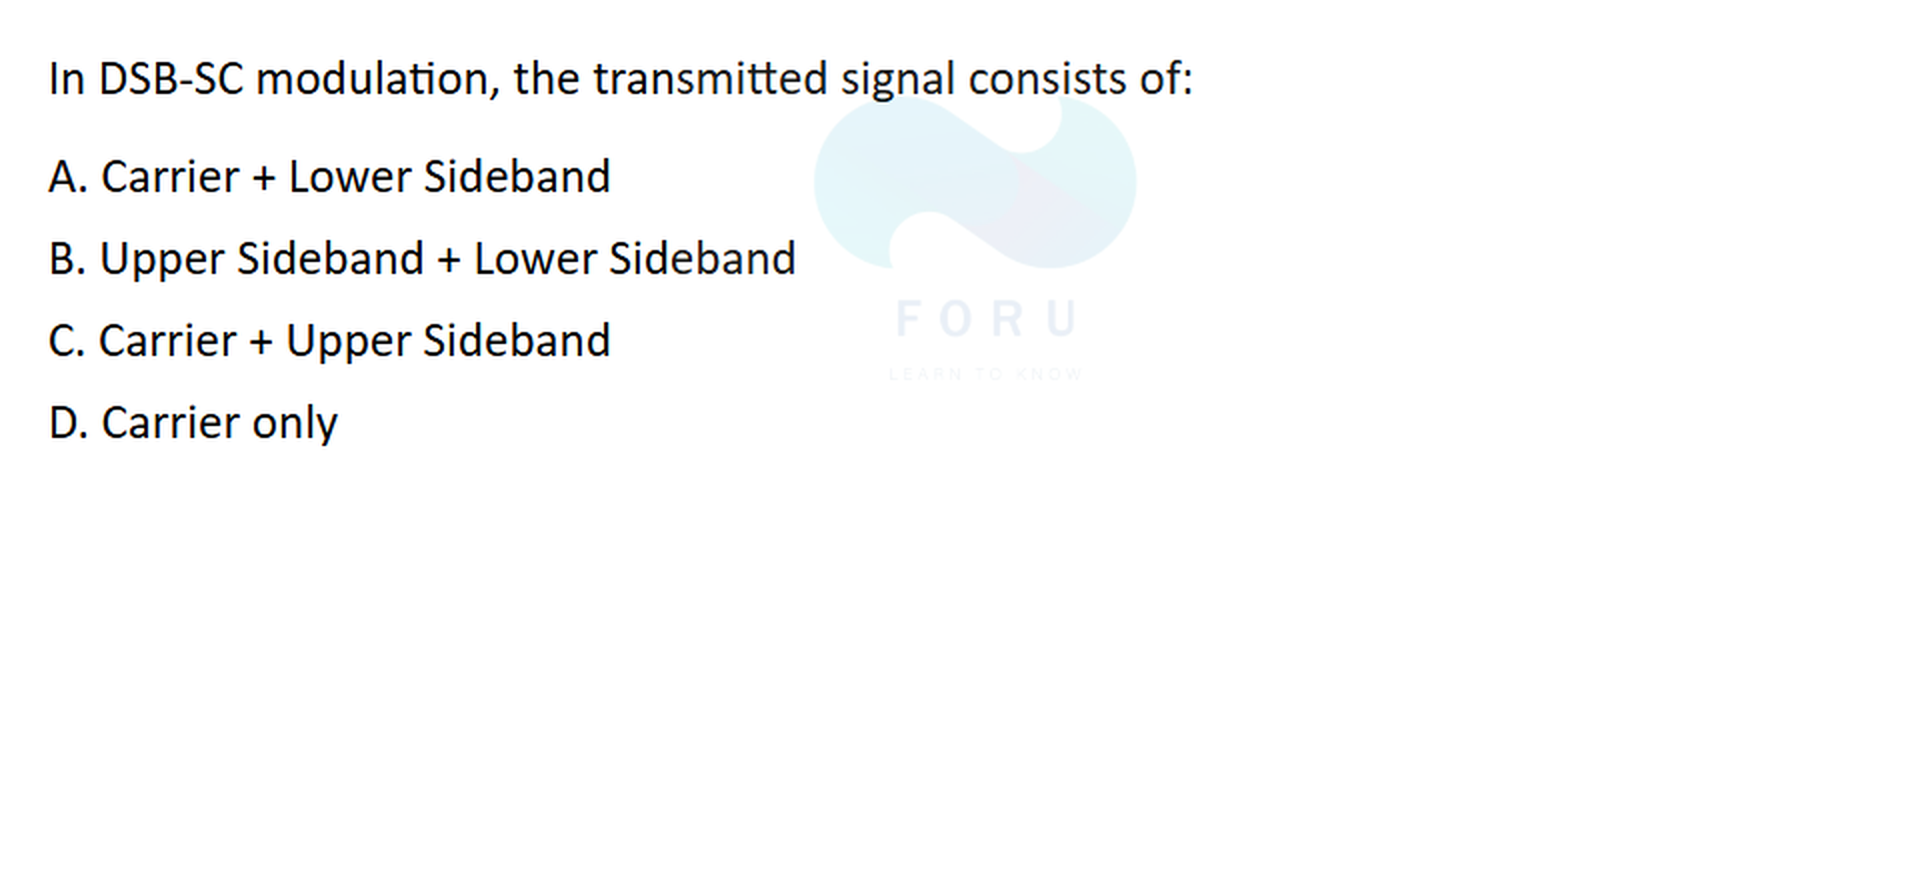 In DSB-SC modulation, the transmitted signal consists of:
A. Carrier + Lower Sideband
B. Upper Sideband + Lower Sideband
FORU
C. Carrier + Upper Sideband
LEARN TO KNOW
D. Carrier only